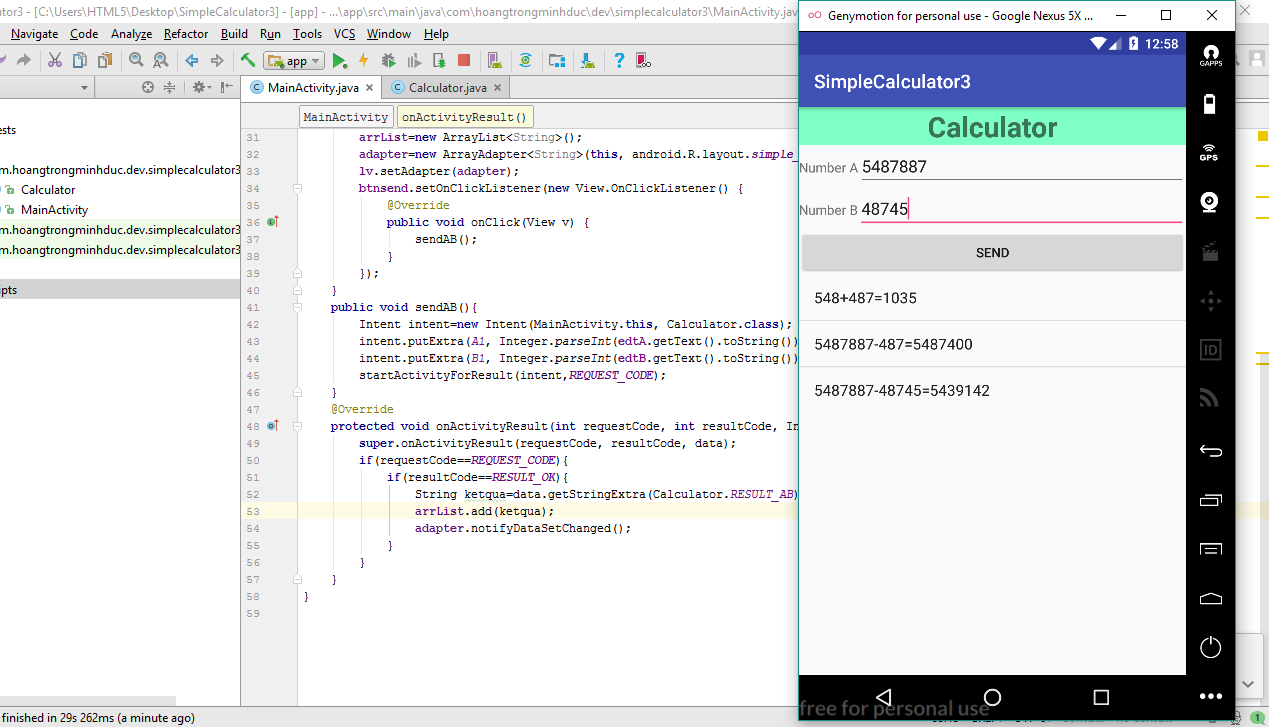 ator3 - [C:\Users\HTML5\Desktop\SimpleCalculator3] - [app] - ...\app\src\main\java\com\hoangtrongminhduc\dev\simplecalculator3\MainActivity.jav
Navigate Code Analyze Refactor Build Run Tools VCS Window Help
app
MainActivity.java Calculator.java
MainActivity onActivityResult()
ests
m.hoangtrongminhduc.dev.simplecalculator3
Calculator
MainActivity
m.hoangtrongminhduc.dev.simplecalculator3
m.hoangtrongminhduc.dev.simplecalculator3
ipts
31 arrList=new ArrayList<String>();
32 adapter=new ArrayAdapter<String>(this, android.R.layout.simple_
33 lv.setAdapter(adapter);
34 btnsend.setOnClickListener(new View.OnClickListener() {
35 @Override
36 public void onClick(View v) {
37 sendAB();
38 }
39 });
40 }
41 public void sendAB(){
42 Intent intent=new Intent(MainActivity.this, Calculator.class);
43 intent.putExtra(A1, Integer.parseInt(edtA.getText().toString())
44 intent.putExtra(B1, Integer.parseInt(edtB.getText().toString())
45 startActivityForResult(intent,REQUEST_CODE);
46 }
47 @Override
48 protected void onActivityResult(int requestCode, int resultCode, In
49 super.onActivityResult(requestCode, resultCode, data);
50 if(requestCode==REQUEST_CODE){
51 if(resultCode==RESULT_OK){
52 String ketqua=data.getStringExtra(Calculator.RESULT_AB)
53 arrList.add(ketqua);
54 adapter.notifyDataSetChanged();
55 }
56 }
57 }
58 }
59
finished in 29s 262ms (a minute ago)
Genymotion for personal use - Google Nexus 5X ...
12:58
SimpleCalculator3
Calculator
Number A 5487887
Number B 48745
SEND
548+487=1035
5487887-487=5487400
5487887-48745=5439142
free for personal use
GAPPS
GPS
ID
1